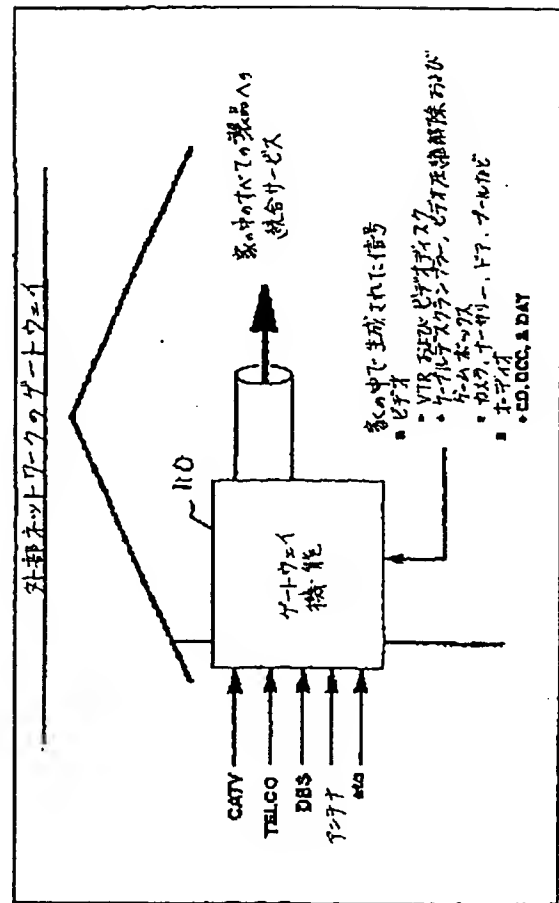 外部ネットワークのゲートウェイ
家の中のすべての製品への
統合サービス
110
ゲートウェイ
機能
CATV
TELCO
DBS
アンテナ
etc
家の中で生成された信号
■ ビデオ
• VTR およびビデオディスク
• ケーブルデスクランブラー, ビデオ圧縮解除および
ゲームボックス
• カメラ, ナーサリー, ドア, プールなど
■ オーディオ
• CD, DCC, & DAT